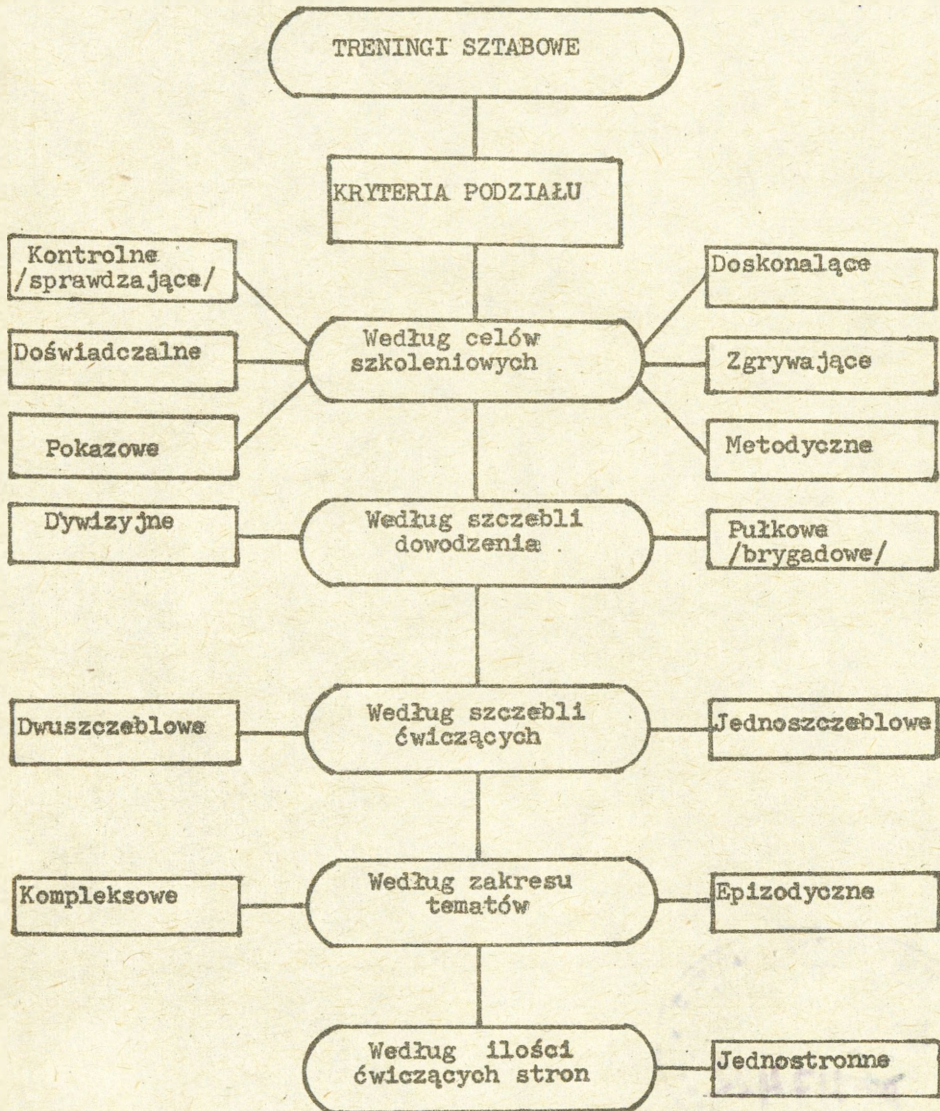 TRENINGI SZTABOWE
KRYTERIA PODZIAŁU
Kontrolne
/sprawdzające/
Doskonalące
Według celów
szkoleniowych
Doświadczalne
Zgrywające
Pokazowe
Metodyczne
Dywizyjne
Według szczebli
dowodzenia
Pułkowe
/brygadowe/
Dwuszczeblowe
Według szczebli
ćwiczących
Jednoszczeblowe
Kompleksowe
Według zakresu
tematów
Epizodyczne
Według ilości
ćwiczących stron
Jednostronne